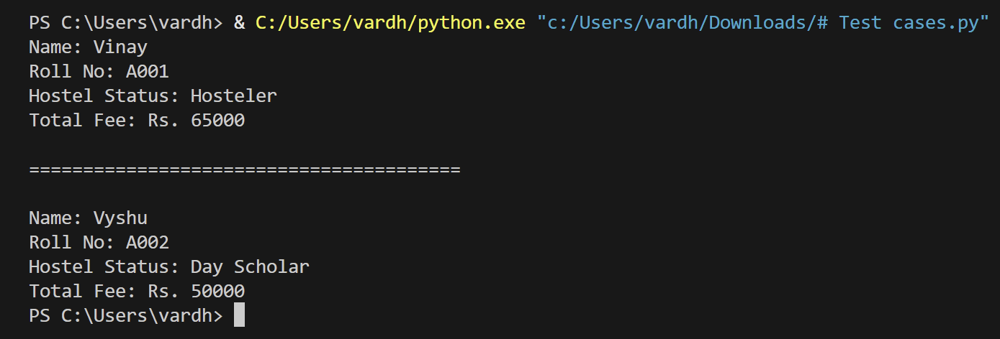 PS C:\Users\vardh> & C:/Users/vardh/python.exe "c:/Users/vardh/Downloads/# Test cases.py"
Name: Vinay
Roll No: A001
Hostel Status: Hosteler
Total Fee: Rs. 65000
========================================
Name: Vyshu
Roll No: A002
Hostel Status: Day Scholar
Total Fee: Rs. 50000
PS C:\Users\vardh>